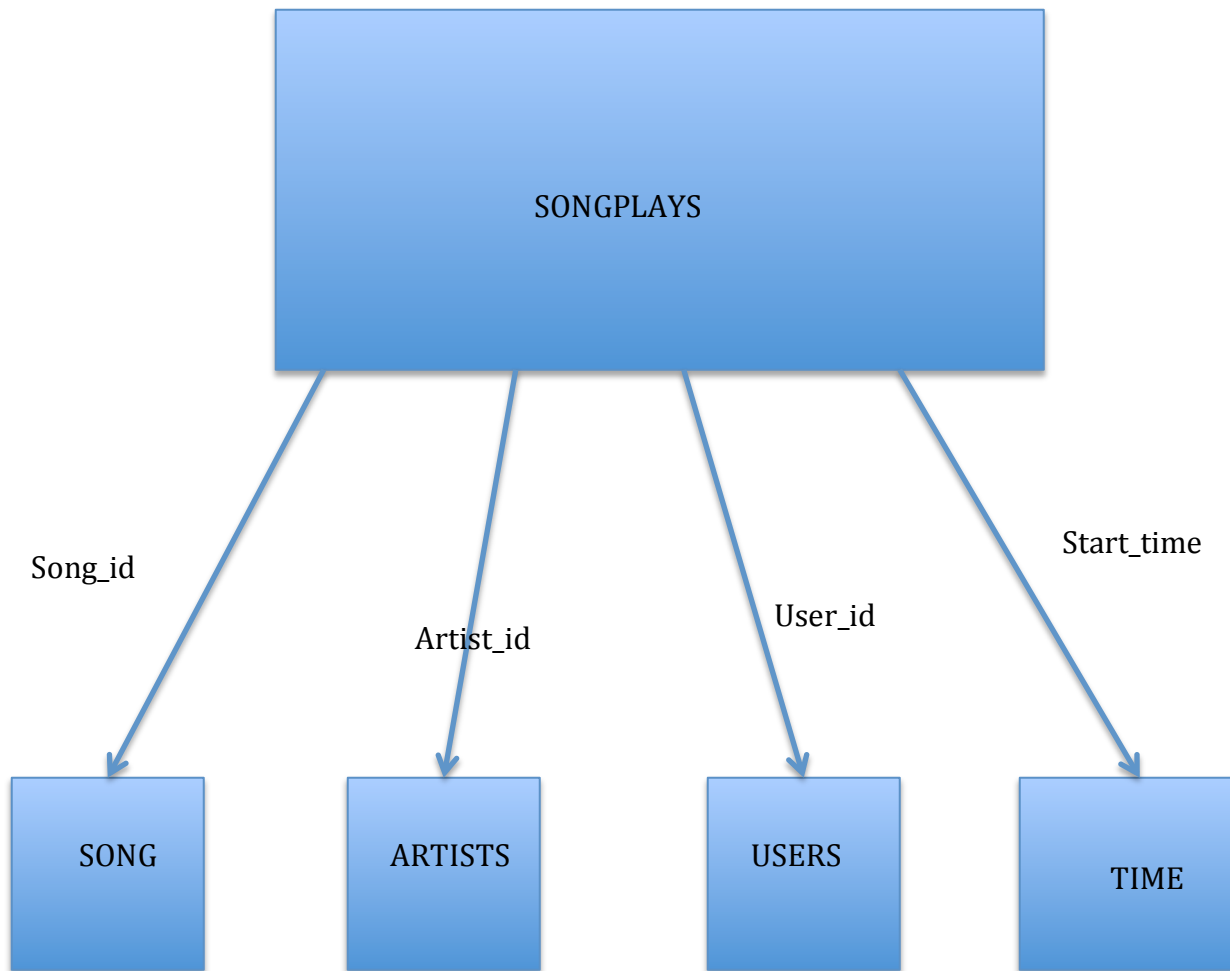 SONGPLAYS
Song_id
Artist_id
User_id
Start_time
SONG
ARTISTS
USERS
TIME